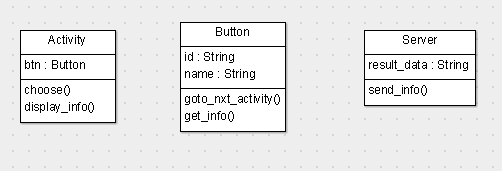 Activity
btn : Button
choose()
display_info()
Button
id : String
name : String
goto_nxt_activity()
get_info()
Server
result_data : String
send_info()